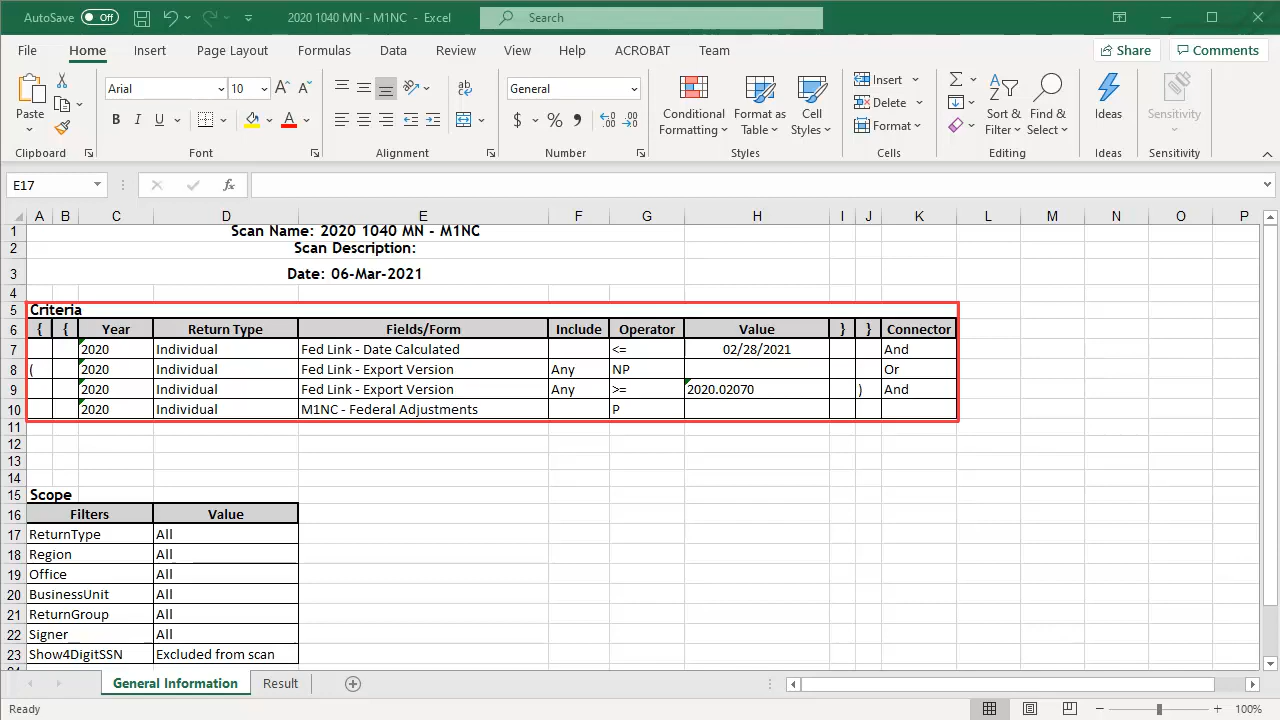 AutoSave Off 2020 1040 MN - M1NC - Excel Search
File Home Insert Page Layout Formulas Data Review View Help ACROBAT Team Share Comments
Arial 10 General Insert
Paste Conditional Format as Cell Delete Sort & Find & Ideas Sensitivity
Formatting Table Styles Format Filter Select
Clipboard Font Alignment Number Styles Cells Editing Ideas Sensitivity
E17 fx
A B C D E F G H I J K L M N O P
1 Scan Name: 2020 1040 MN - M1NC
2 Scan Description:
3 Date: 06-Mar-2021
4
5 Criteria
6 { { Year Return Type Fields/Form Include Operator Value } } Connector
7 2020 Individual Fed Link - Date Calculated <= 02/28/2021 And
8 ( 2020 Individual Fed Link - Export Version Any NP Or
9 2020 Individual Fed Link - Export Version Any >= 2020.02070 ) And
10 2020 Individual M1NC - Federal Adjustments P
11
12
13
14
15 Scope
16 Filters Value
17 ReturnType All
18 Region All
19 Office All
20 BusinessUnit All
21 ReturnGroup All
22 Signer All
23 Show4DigitSSN Excluded from scan
General Information Result
Ready 100%